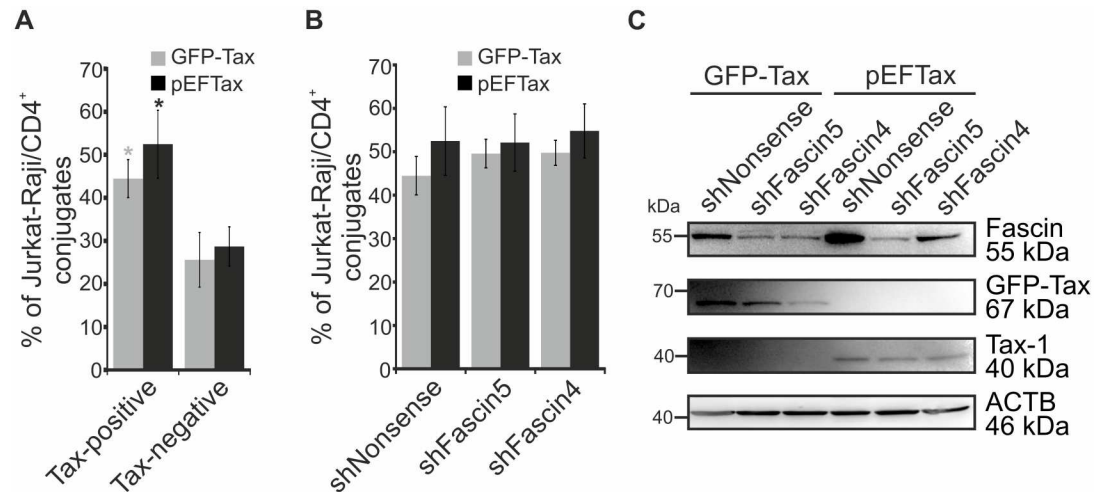 A
GFP-Tax
pEFTax
% of Jurkat-Raji/CD4⁺
conjugates
70
60
50
40
30
20
10
0
*
*
Tax-positive
Tax-negative
B
GFP-Tax
pEFTax
% of Jurkat-Raji/CD4⁺
conjugates
70
60
50
40
30
20
10
0
shNonsense
shFascin5
shFascin4
C
GFP-Tax
pEFTax
shNonsense
shFascin5
shFascin4
shNonsense
shFascin5
shFascin4
kDa
55
Fascin
55 kDa
70
GFP-Tax
67 kDa
40
Tax-1
40 kDa
40
ACTB
46 kDa